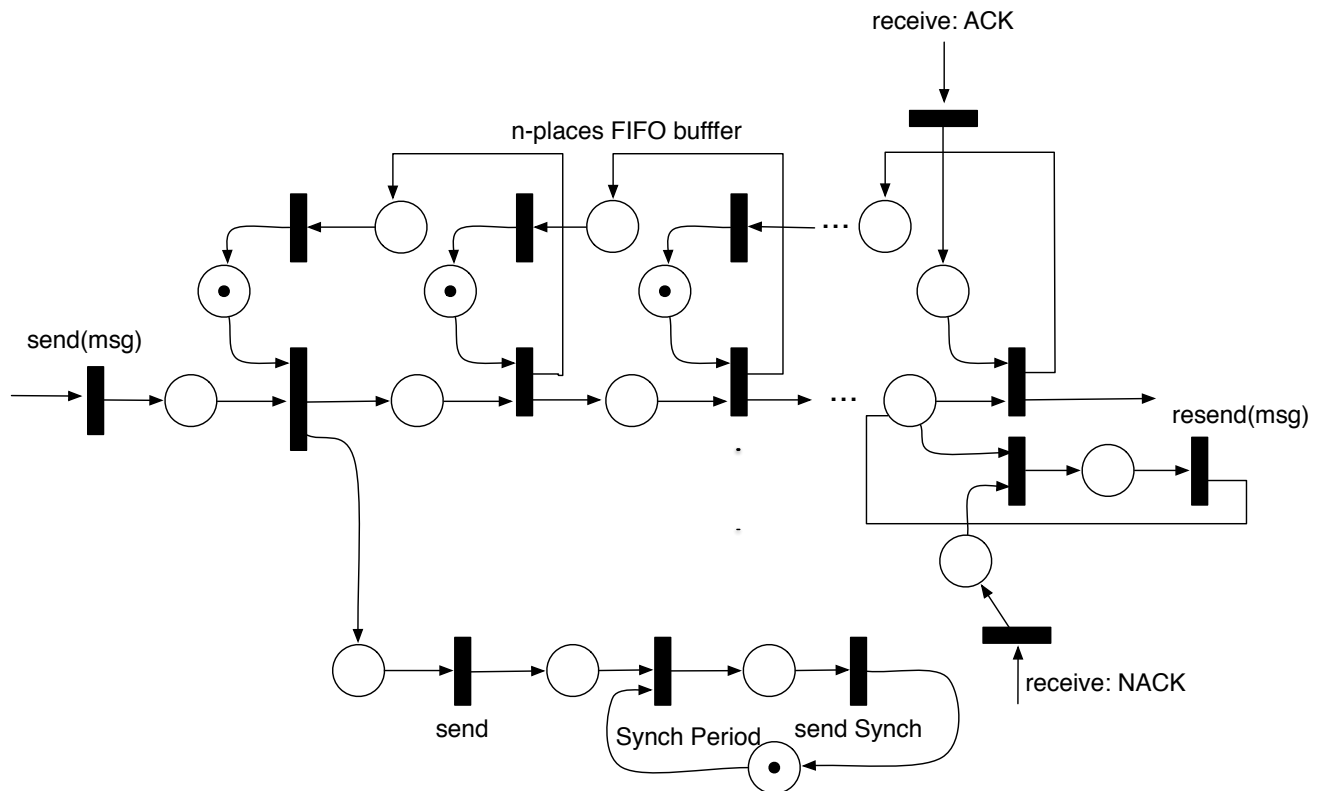 receive: ACK
n-places FIFO bufffer
...
send(msg)
...
resend(msg)
receive: NACK
send
Synch Period
send Synch